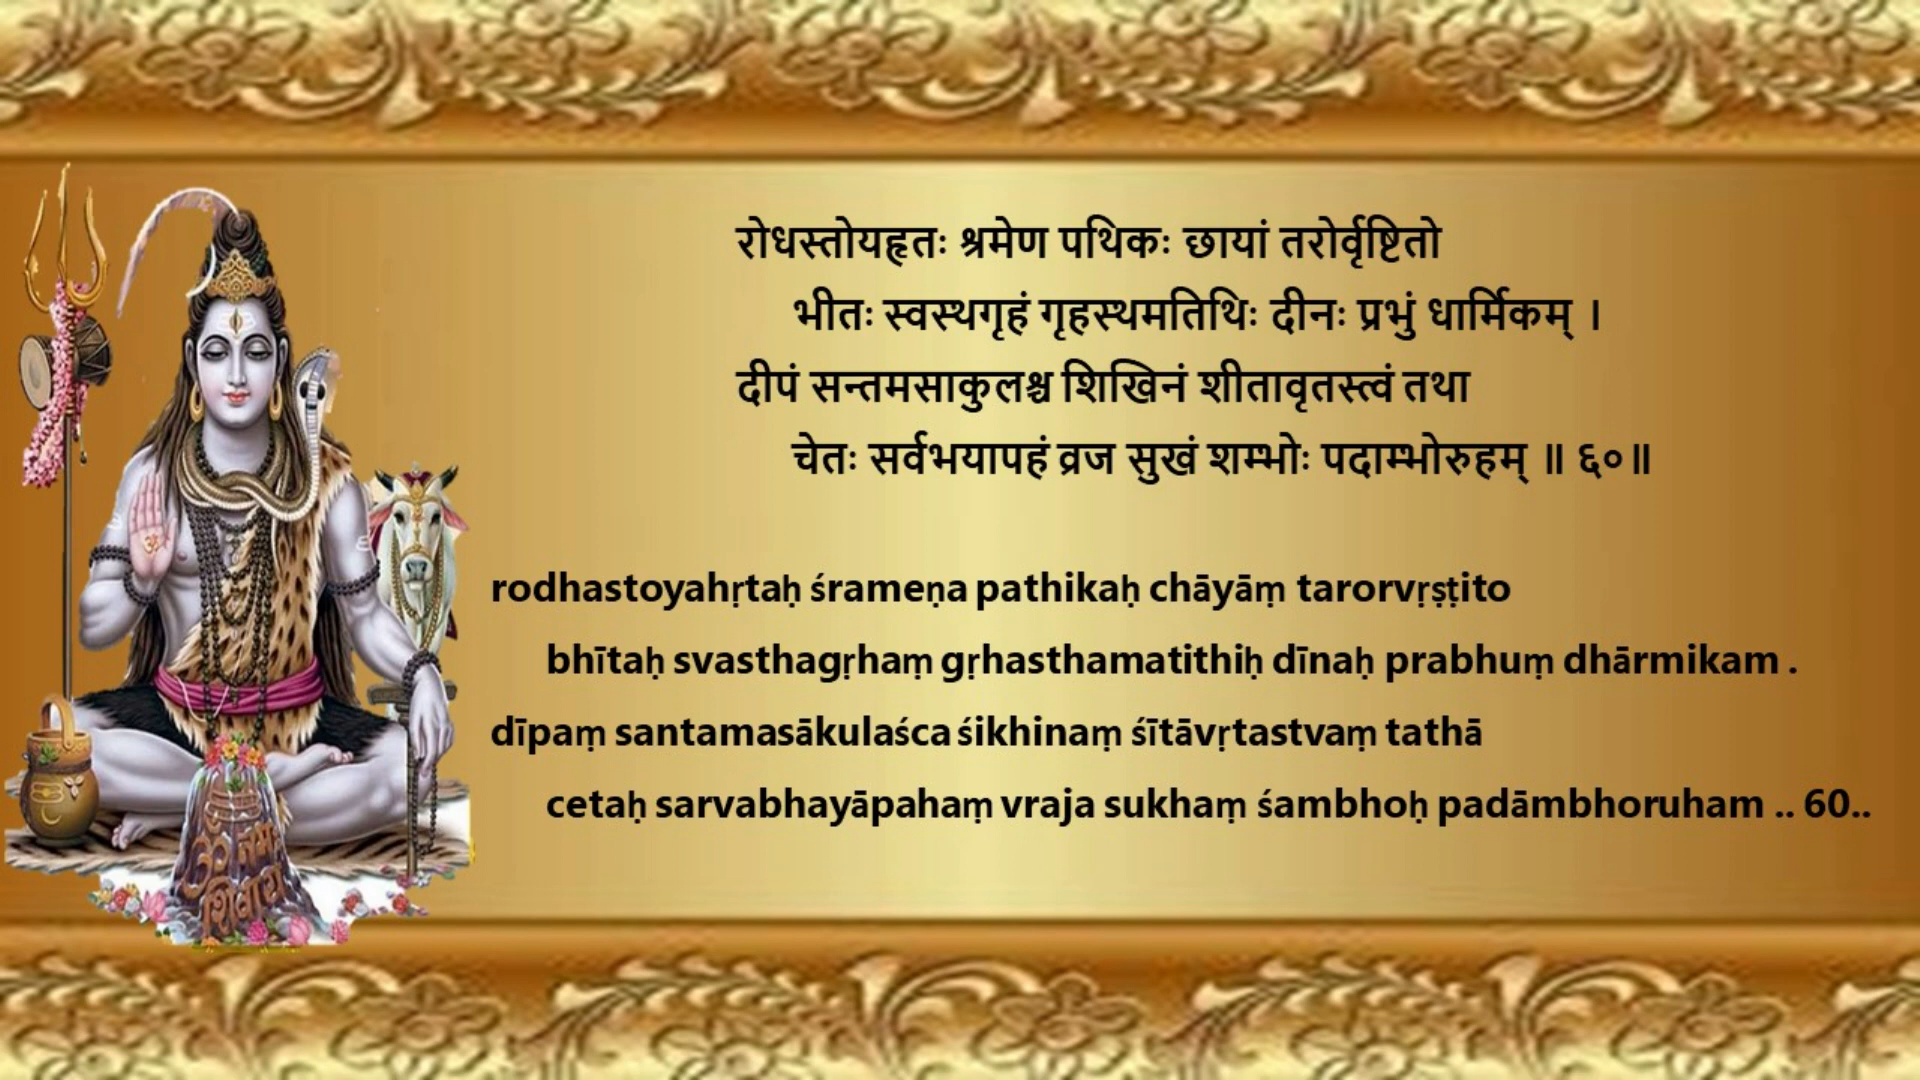 रोधस्तोयहृतः श्रमेण पथिकः छायां तरोर्वृष्टितो
भीतः स्वस्थगृहं गृहस्थमतिथिः दीनः प्रभुं धार्मिकम् ।
दीपं सन्तमसाकुलश्च शिखिनं शीतावृतस्त्वं तथा
चेतः सर्वभयापहं व्रज सुखं शम्भोः पदाम्भोरुहम् ॥ ६०॥
rodhastoyahṛtaḥ śrameṇa pathikaḥ chāyāṃ tarorvṛṣṭito
bhītaḥ svasthagṛhaṃ gṛhasthamatithiḥ dīnaḥ prabhuṃ dhārmikam .
dīpaṃ santamasākulaśca śikhinaṃ śītāvṛtastvaṃ tathā
cetaḥ sarvabhayāpahaṃ vraja sukhaṃ śambhoḥ padāmbhoruham .. 60..
ॐ नमः
शिवाय